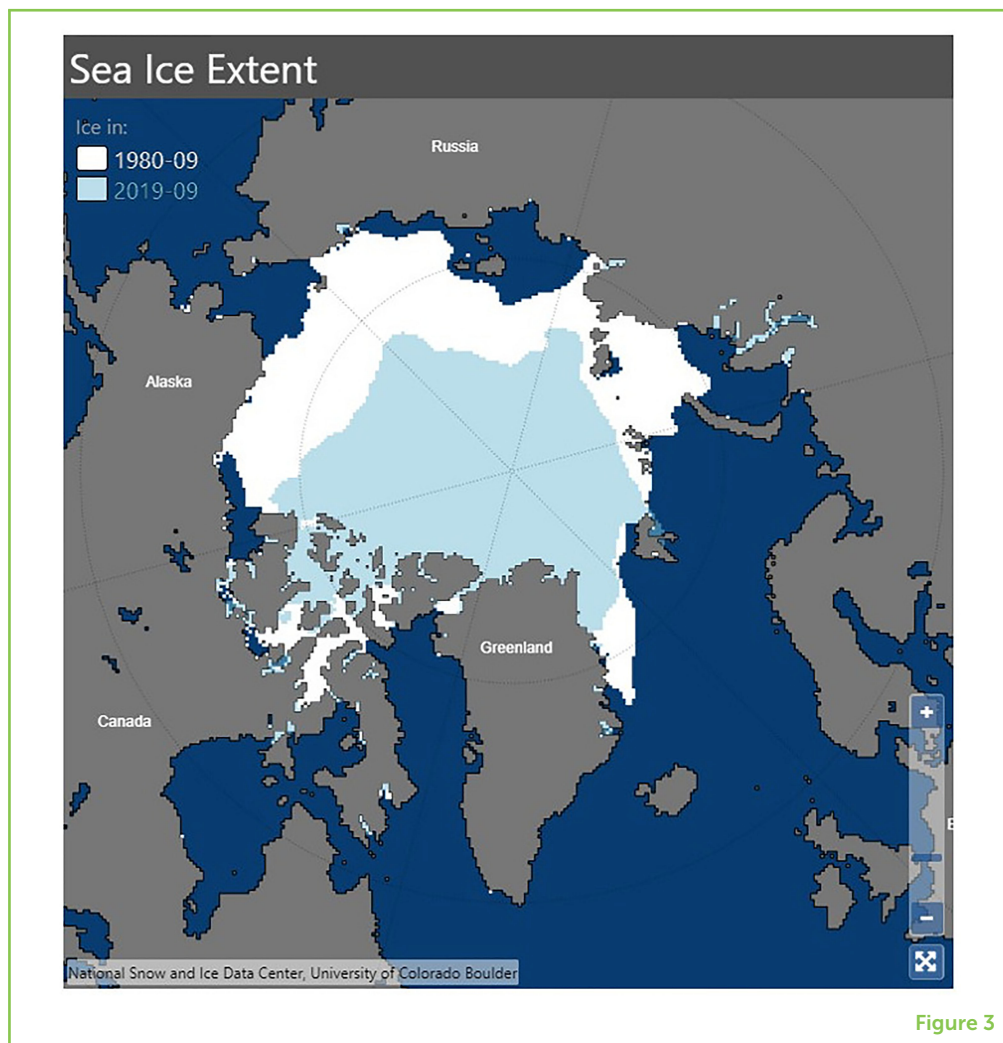 Sea Ice Extent
Ice in:
1980-09
2019-09
Russia
Alaska
Greenland
Canada
+
E
−
National Snow and Ice Data Center, University of Colorado Boulder
Figure 3